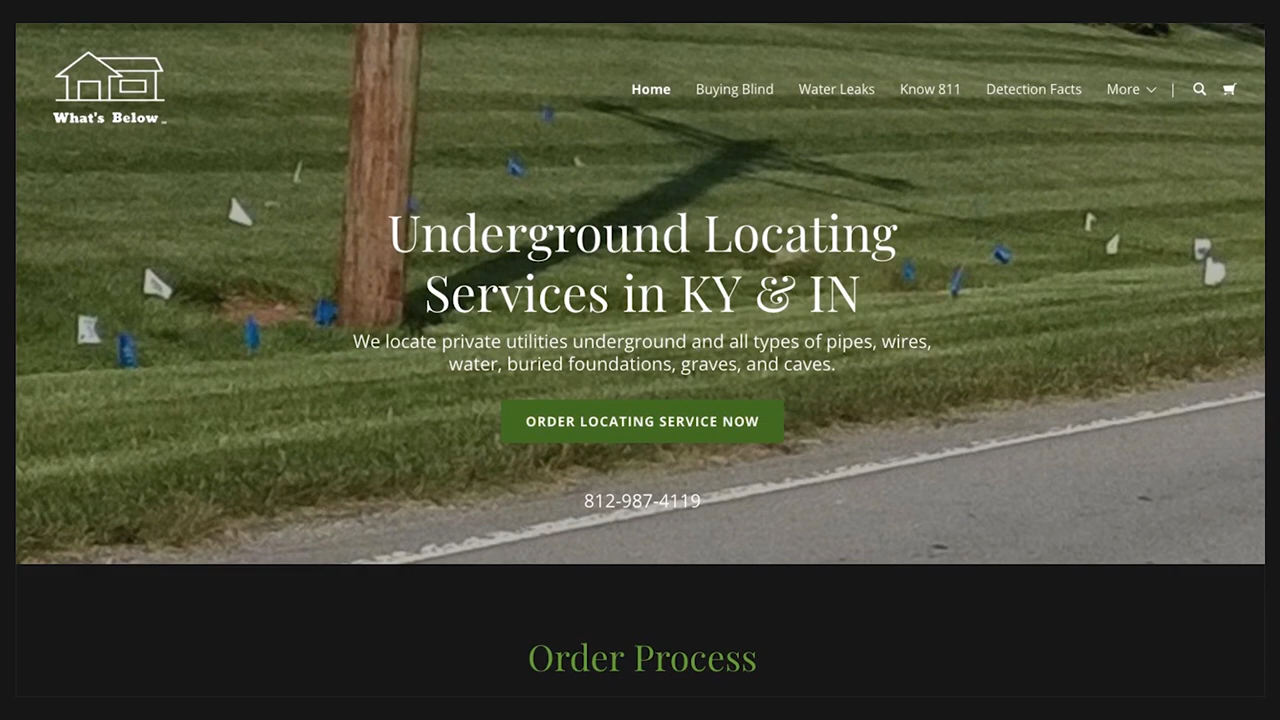 What's Below
Home Buying Blind Water Leaks Know 811 Detection Facts More
Underground Locating
Services in KY & IN
We locate private utilities underground and all types of pipes, wires,
water, buried foundations, graves, and caves.
ORDER LOCATING SERVICE NOW
812-987-4119
Order Process